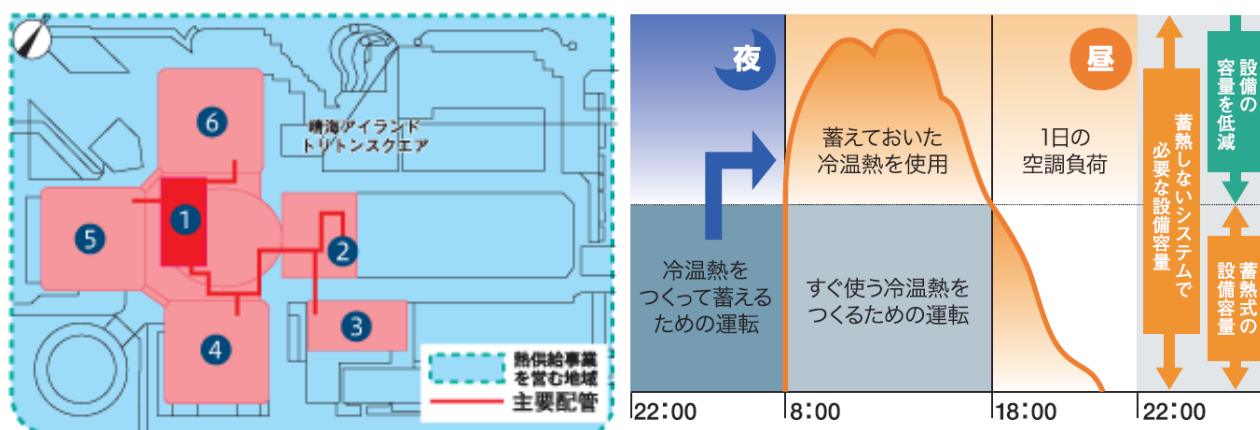 6
晴海アイランド
トリトンスクエア
1
5
2
3
4
熱供給事業
を営む地域
主要配管
夜
昼
蓄えておいた
冷温熱を使用
1日の
空調負荷
冷温熱を
つくって蓄える
ための運転
すぐ使う冷温熱を
つくるための運転
22:00
8:00
18:00
22:00
蓄熱しないシステムで
必要な設備容量
設備の
容量を低減
蓄熱式の
設備容量